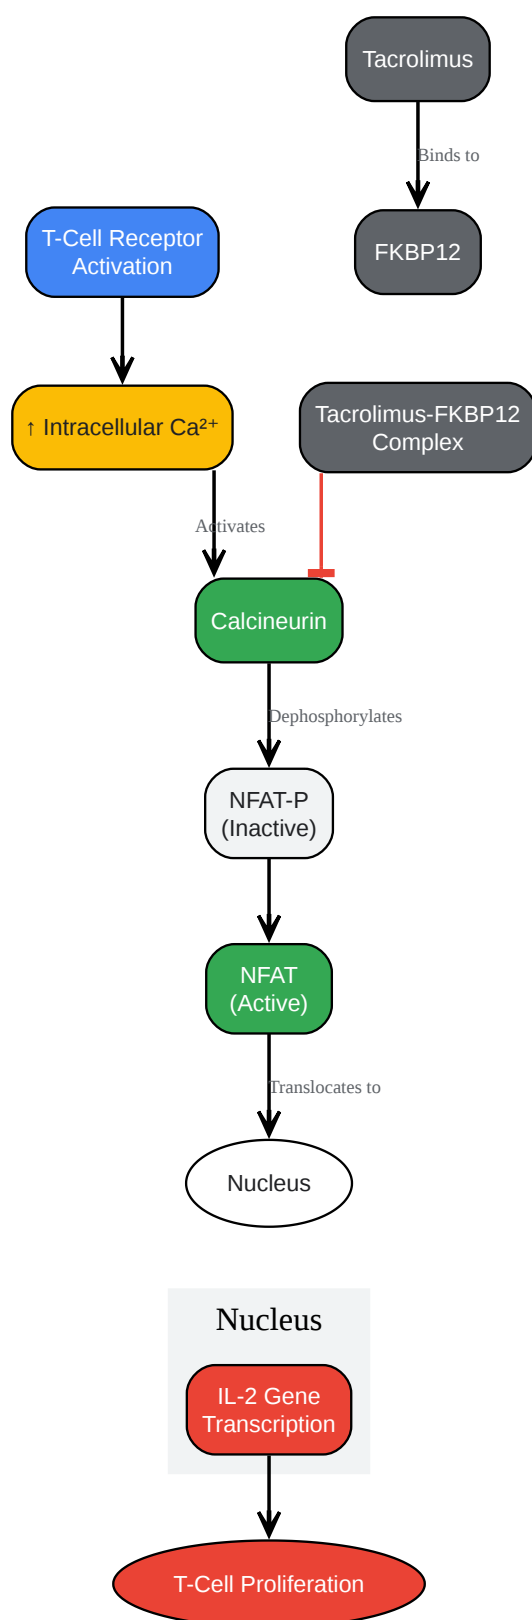 Tacrolimus
Binds to
T-Cell Receptor
Activation
FKBP12
↑ Intracellular Ca²⁺
Tacrolimus-FKBP12
Complex
Activates
Calcineurin
Dephosphorylates
NFAT-P
(Inactive)
NFAT
(Active)
Translocates to
Nucleus
Nucleus
IL-2 Gene
Transcription
T-Cell Proliferation